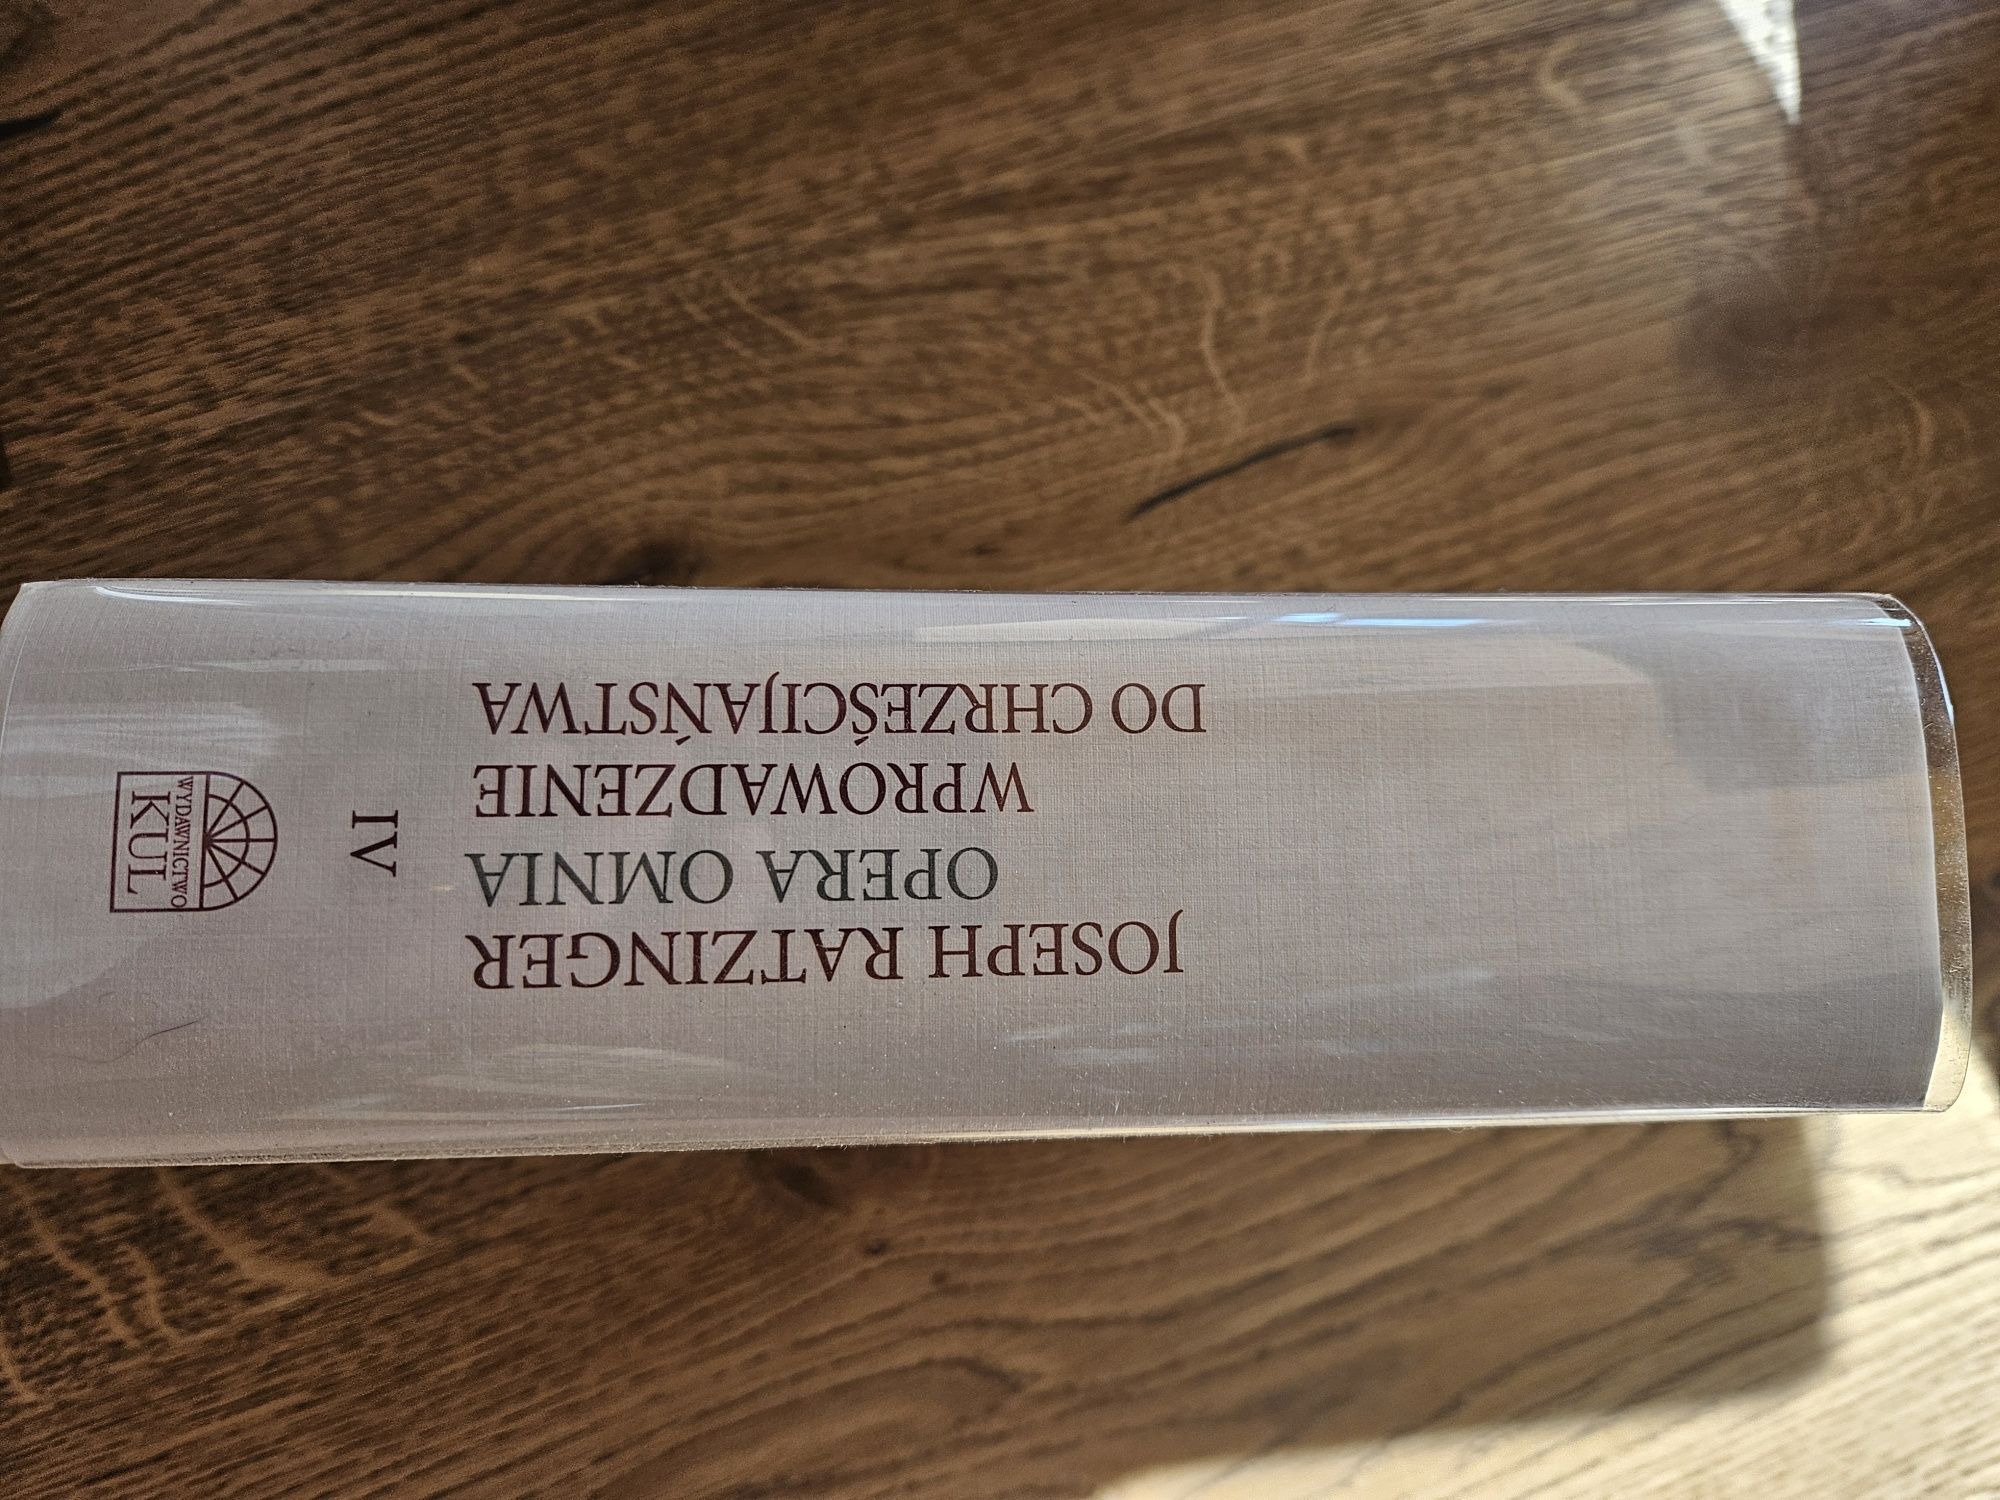 JOSEPH RATZINGER
OPERA OMNIA
WPROWADZENIE
DO CHRZEŚCIJAŃSTWA
IV
WYDAWNICTWO
KUL